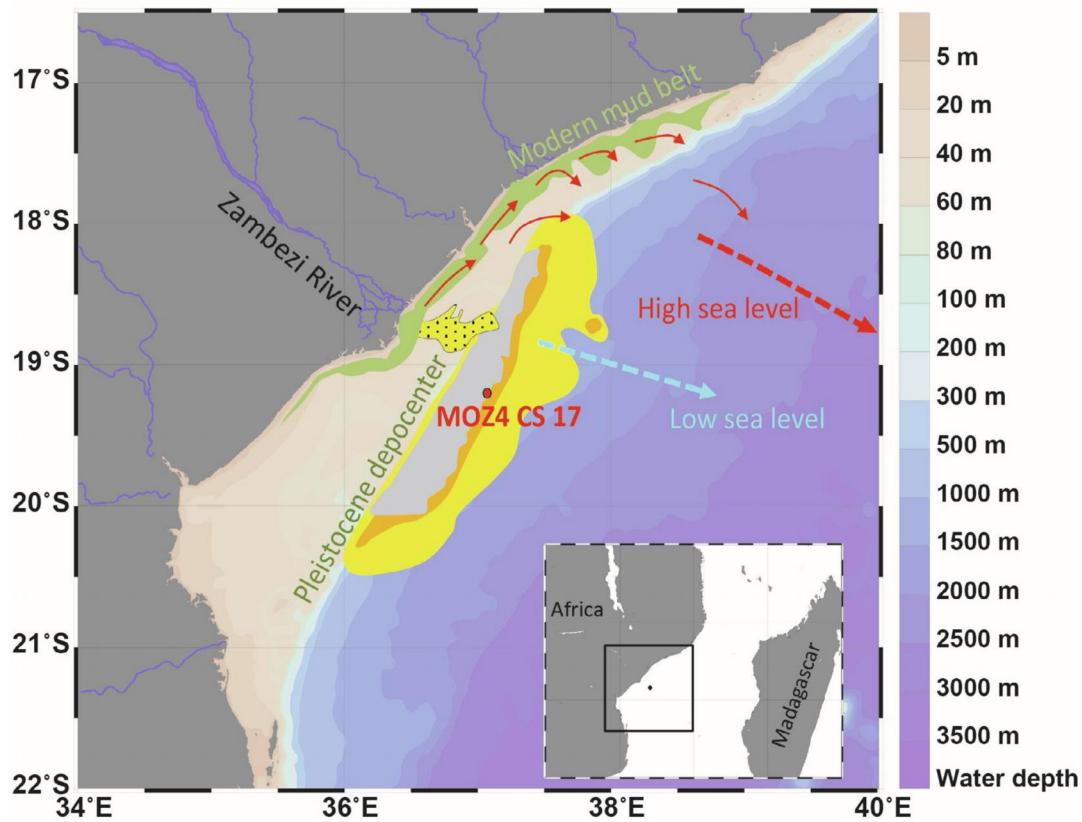 17°S
18°S
19°S
20°S
21°S
22°S
34°E
36°E
38°E
40°E
Modern mud belt
Zambezi River
High sea level
MOZ4 CS 17
Low sea level
Pleistocene depocenter
Africa
Madagascar
5 m
20 m
40 m
60 m
80 m
100 m
200 m
300 m
500 m
1000 m
1500 m
2000 m
2500 m
3000 m
3500 m
Water depth